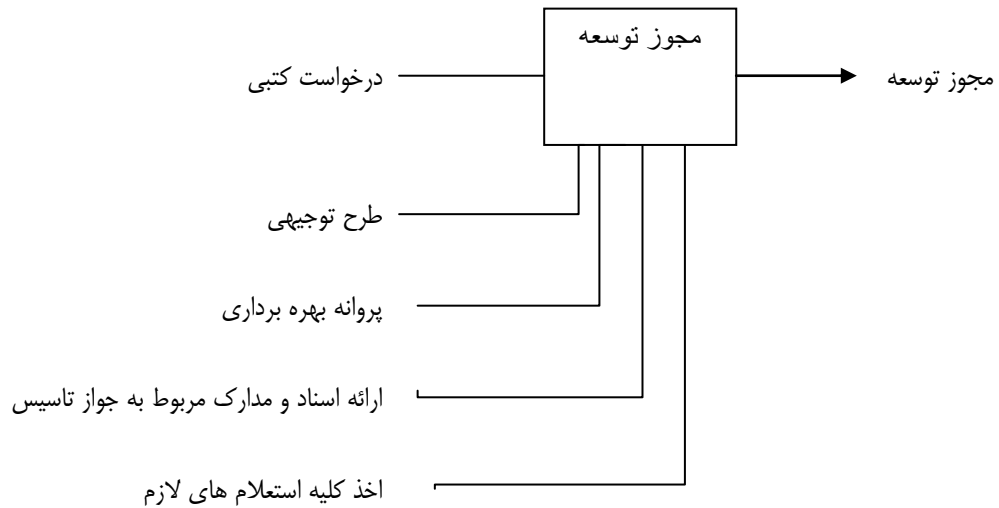 مجوز توسعه
درخواست کتبی
مجوز توسعه
طرح توجیهی
پروانه بهره برداری
ارائه اسناد و مدارک مربوط به جواز تاسیس
اخذ کلیه استعلام های لازم